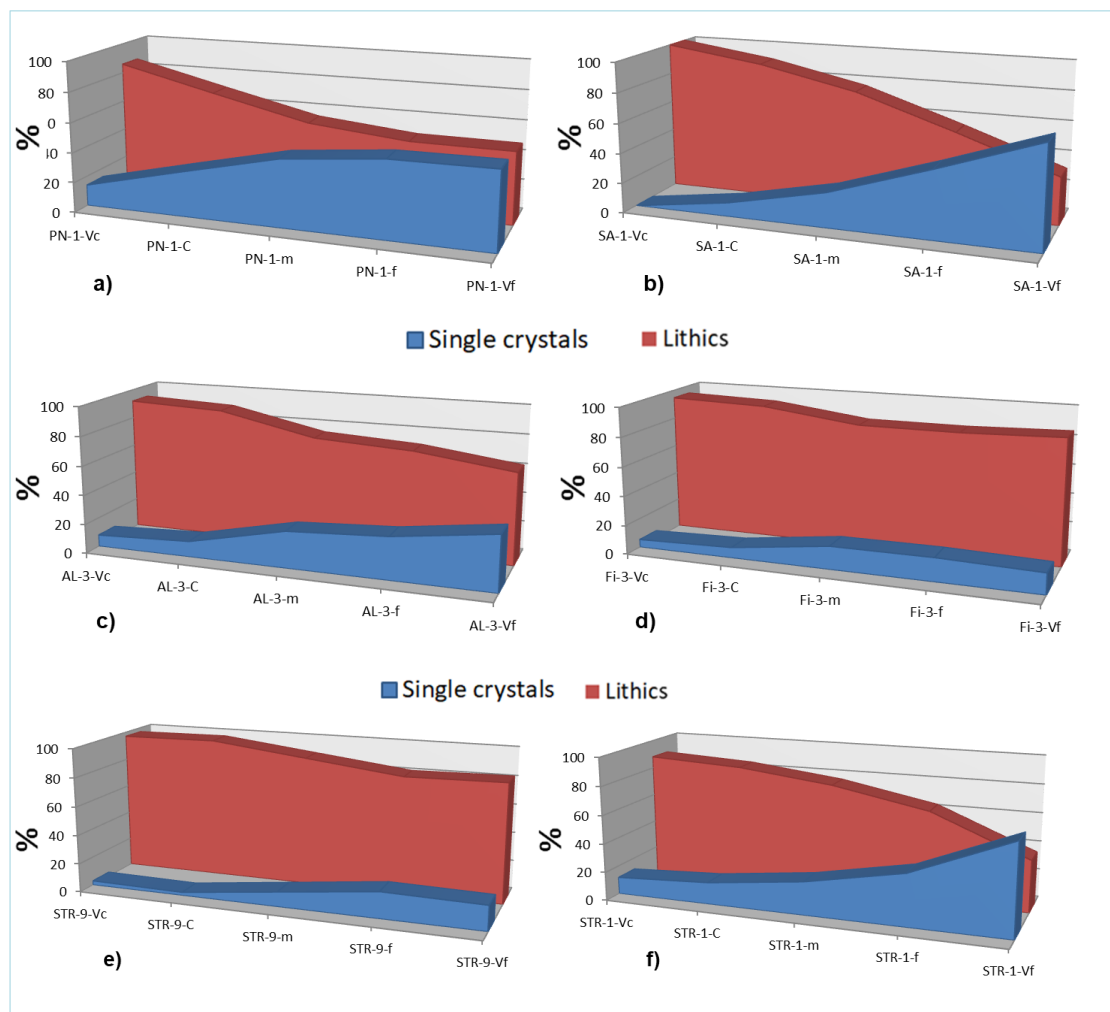 100
80
0
40
20
0
%
PN-1-Vc
PN-1-C
PN-1-m
PN-1-f
PN-1-Vf
a)
100
80
60
40
20
0
%
SA-1-Vc
SA-1-C
SA-1-m
SA-1-f
SA-1-Vf
b)
Single crystals Lithics
100
80
60
40
20
0
%
AL-3-Vc
AL-3-C
AL-3-m
AL-3-f
AL-3-Vf
c)
100
80
60
40
20
0
%
Fi-3-Vc
Fi-3-C
Fi-3-m
Fi-3-f
Fi-3-Vf
d)
Single crystals Lithics
100
80
60
40
20
0
%
STR-9-Vc
STR-9-C
STR-9-m
STR-9-f
STR-9-Vf
e)
100
80
60
40
20
0
%
STR-1-Vc
STR-1-C
STR-1-m
STR-1-f
STR-1-Vf
f)